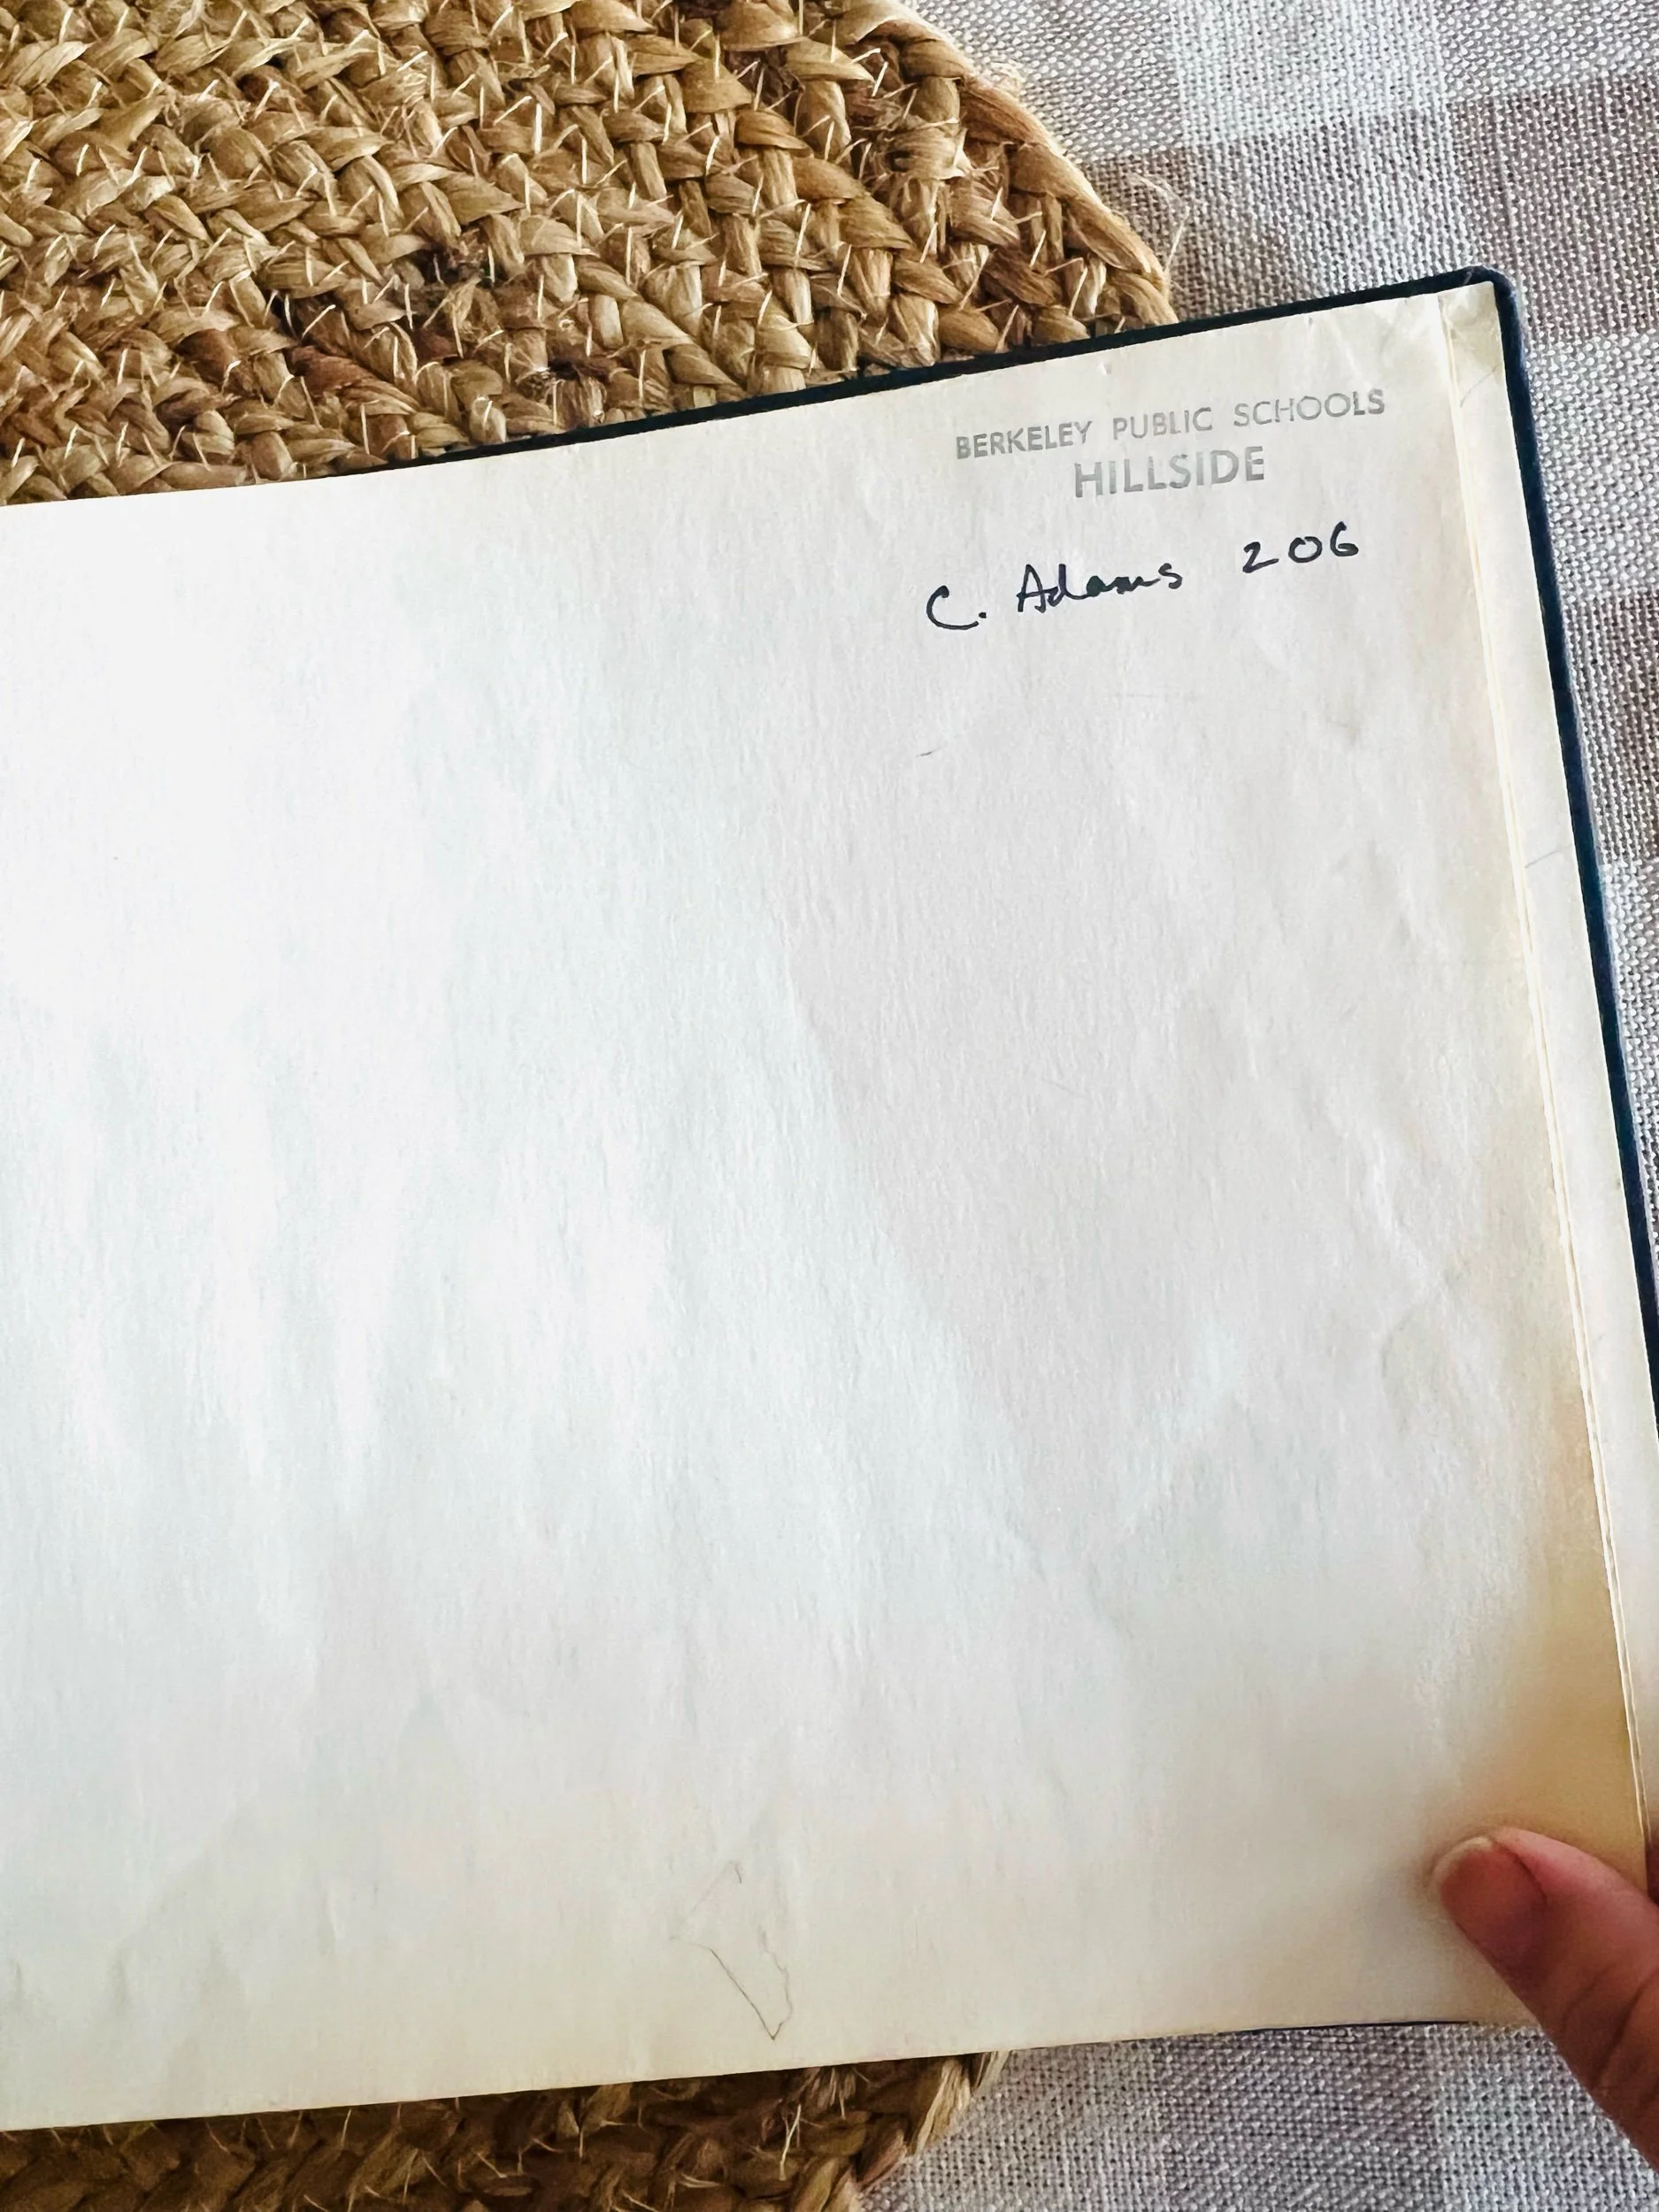 BERKELEY PUBLIC SCHOOLS
HILLSIDE
C. Adams 206